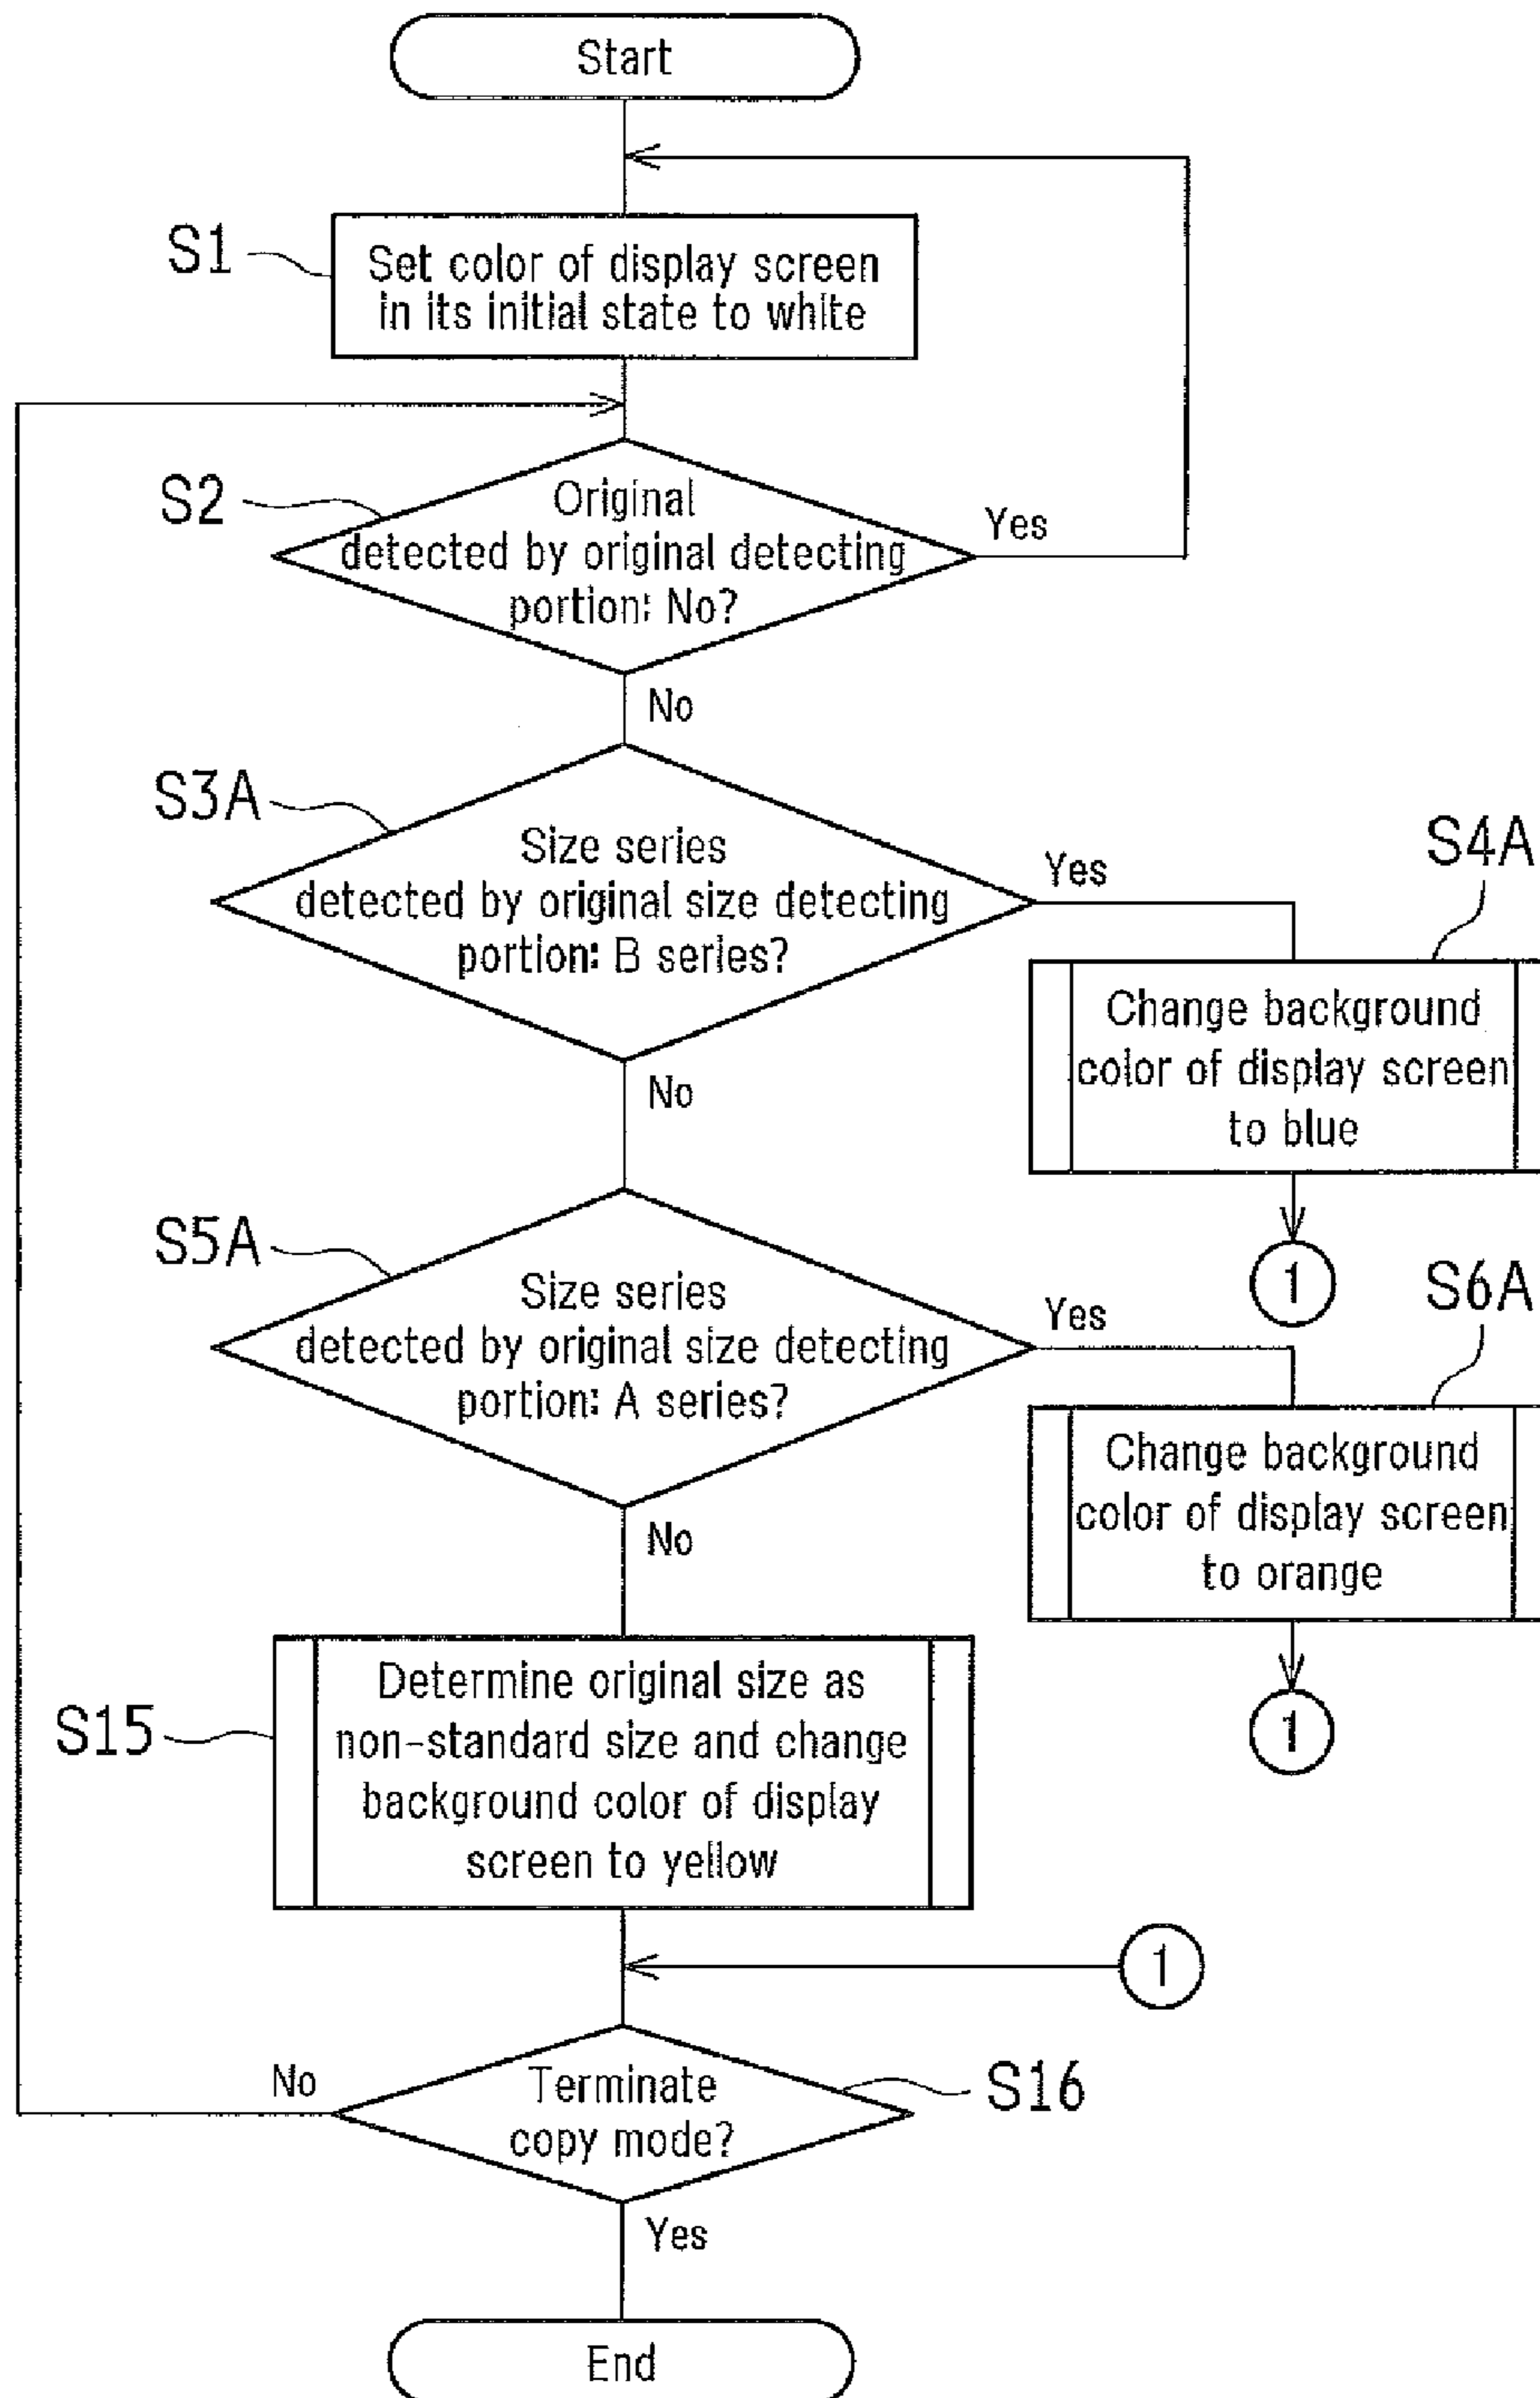 Start
S1
Set color of display screen
in its initial state to white
S2
Original
detected by original detecting
portion: No?
Yes
No
S3A
Size series
detected by original size detecting
portion: B series?
Yes
S4A
Change background
color of display screen
to blue
1
No
S5A
Size series
detected by original size detecting
portion: A series?
Yes
S6A
Change background
color of display screen
to orange
1
No
S15
Determine original size as
non-standard size and change
background color of display
screen to yellow
1
No
Terminate
copy mode?
S16
Yes
End